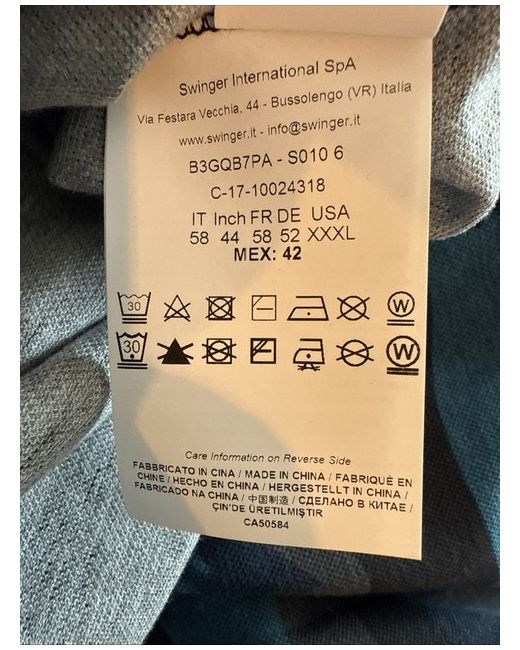 Swinger International SpA
Via Festara Vecchia, 44 - Bussolengo (VR) Italia
www.swinger.it - info@swinger.it
B3GQB7PA - S010 6
C-17-10024318
IT Inch FR DE USA
58 44 58 52 XXXL
MEX: 42
30 W
30 W
Care Information on Reverse Side
FABBRICATO IN CINA / MADE IN CHINA / FABRIQUÉ EN
CHINE / HECHO EN CHINA / HERGESTELLT IN CHINA /
FABRICADO NA CHINA / 中国制造 / СДЕЛАНО В КИТАЕ /
ÇİN'DE ÜRETİLMİŞTİR
CA50584